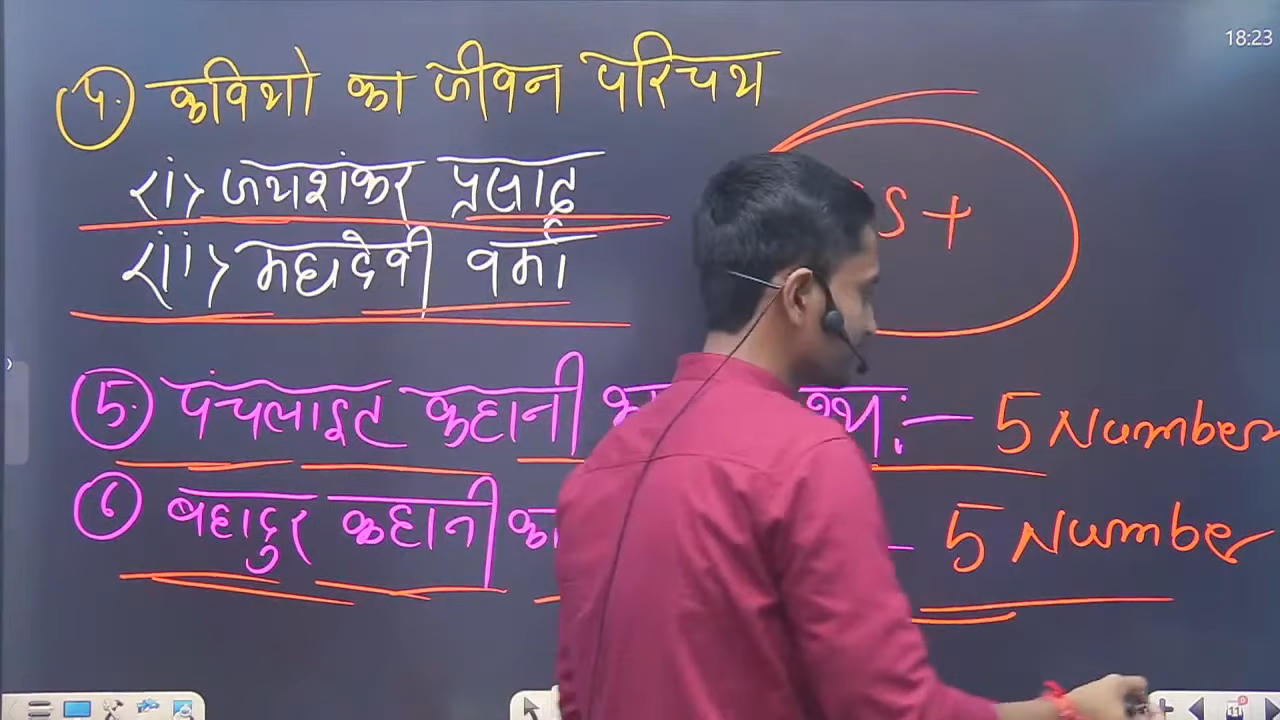 18:23
4. कवियो का जीवन परिचय
(i) > जयशंकर प्रसाद
S +
(ii) > महादेवी वर्मा
5. पंचलाइट कहानी :- 5 Number
6 बहादुर कहानी का - 5 Number
11